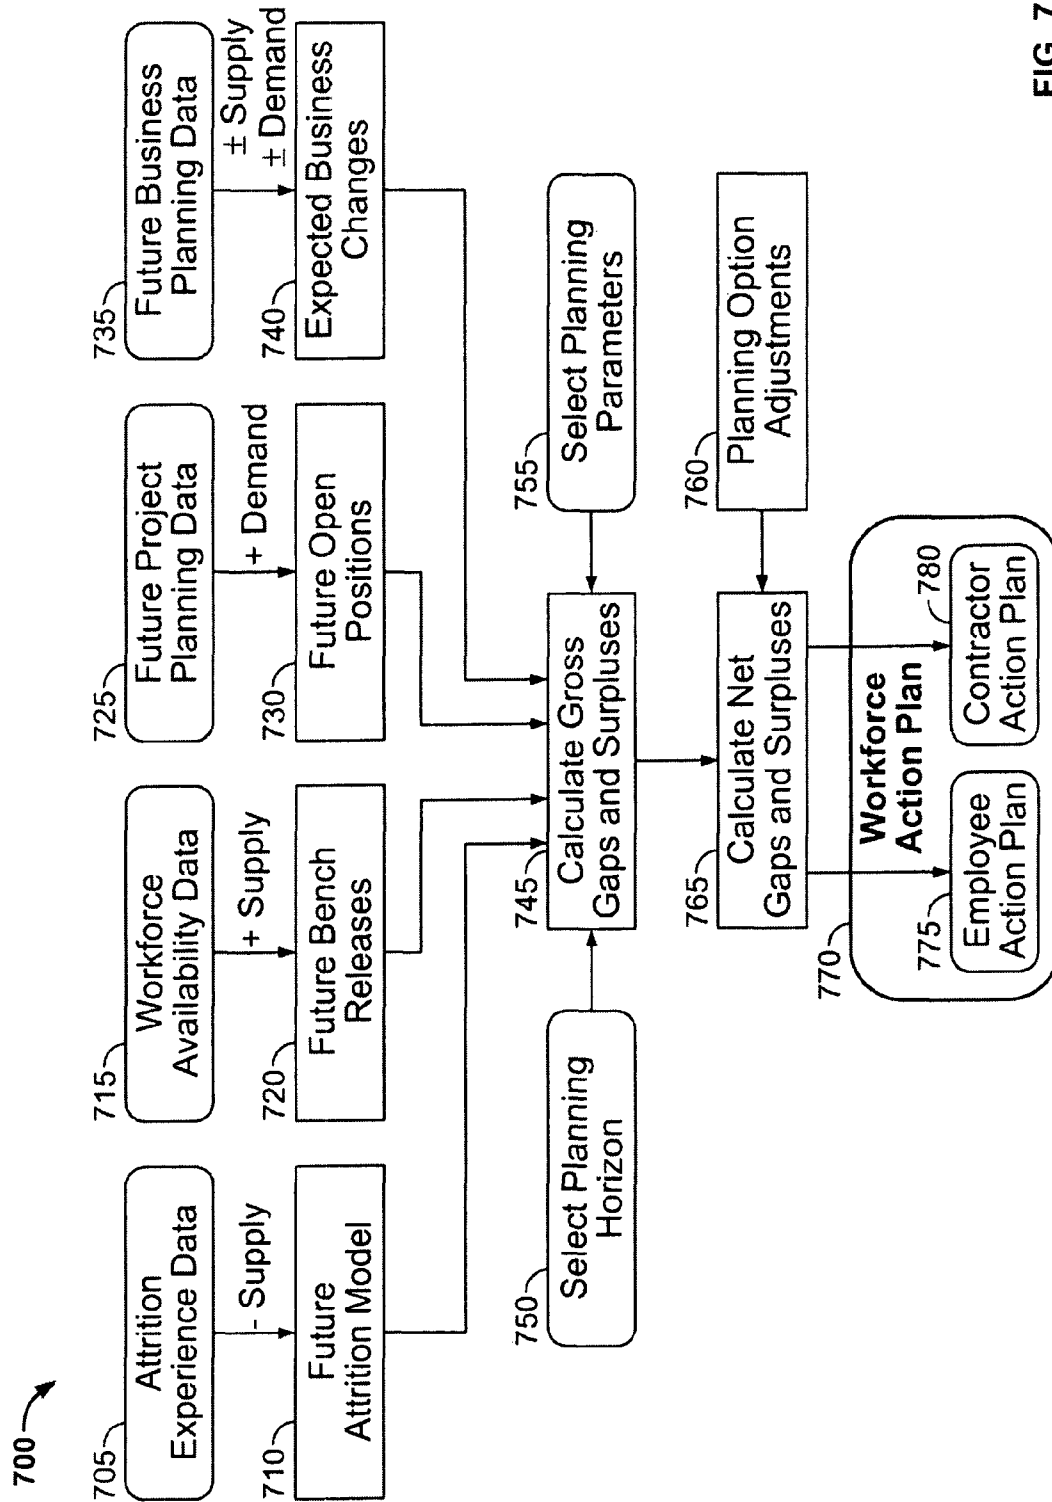 700
705
Attrition
Experience Data
- Supply
710
Future
Attrition Model
715
Workforce
Availability Data
+ Supply
720
Future Bench
Releases
725
Future Project
Planning Data
+ Demand
730
Future Open
Positions
735
Future Business
Planning Data
± Supply
± Demand
740
Expected Business
Changes
750
Select Planning
Horizon
745
Calculate Gross
Gaps and Surpluses
755
Select Planning
Parameters
765
Calculate Net
Gaps and Surpluses
760
Planning Option
Adjustments
770
Workforce
Action Plan
775
Employee
Action Plan
780
Contractor
Action Plan
FIG. 7